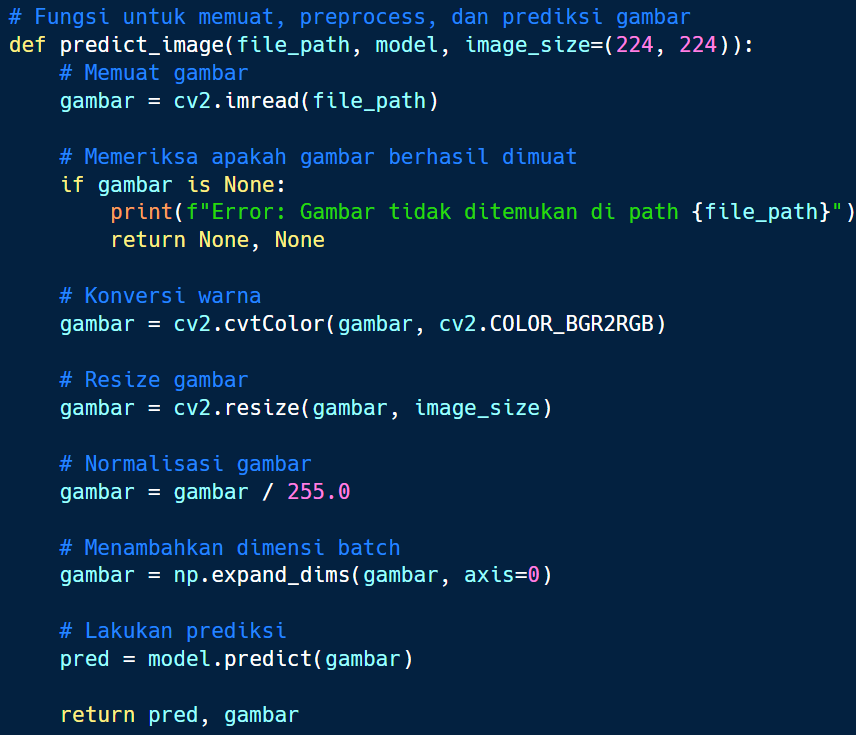 # Fungsi untuk memuat, preprocess, dan prediksi gambar
def predict_image(file_path, model, image_size=(224, 224)):
    # Memuat gambar
    gambar = cv2.imread(file_path)

    # Memeriksa apakah gambar berhasil dimuat
    if gambar is None:
        print(f"Error: Gambar tidak ditemukan di path {file_path}")
        return None, None

    # Konversi warna
    gambar = cv2.cvtColor(gambar, cv2.COLOR_BGR2RGB)

    # Resize gambar
    gambar = cv2.resize(gambar, image_size)

    # Normalisasi gambar
    gambar = gambar / 255.0

    # Menambahkan dimensi batch
    gambar = np.expand_dims(gambar, axis=0)

    # Lakukan prediksi
    pred = model.predict(gambar)

    return pred, gambar